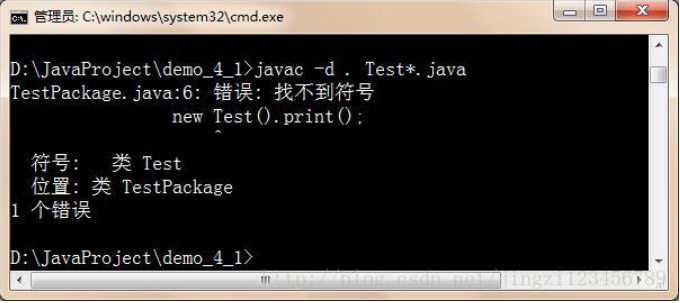 管理员: C:\windows\system32\cmd.exe
D:\JavaProject\demo_4_1>javac -d . Test*.java
TestPackage.java:6: 错误: 找不到符号
new Test().print();
^
符号:   类 Test
位置: 类 TestPackage
1 个错误
D:\JavaProject\demo_4_1>
http://blog.csdn.net/jingzi123456789